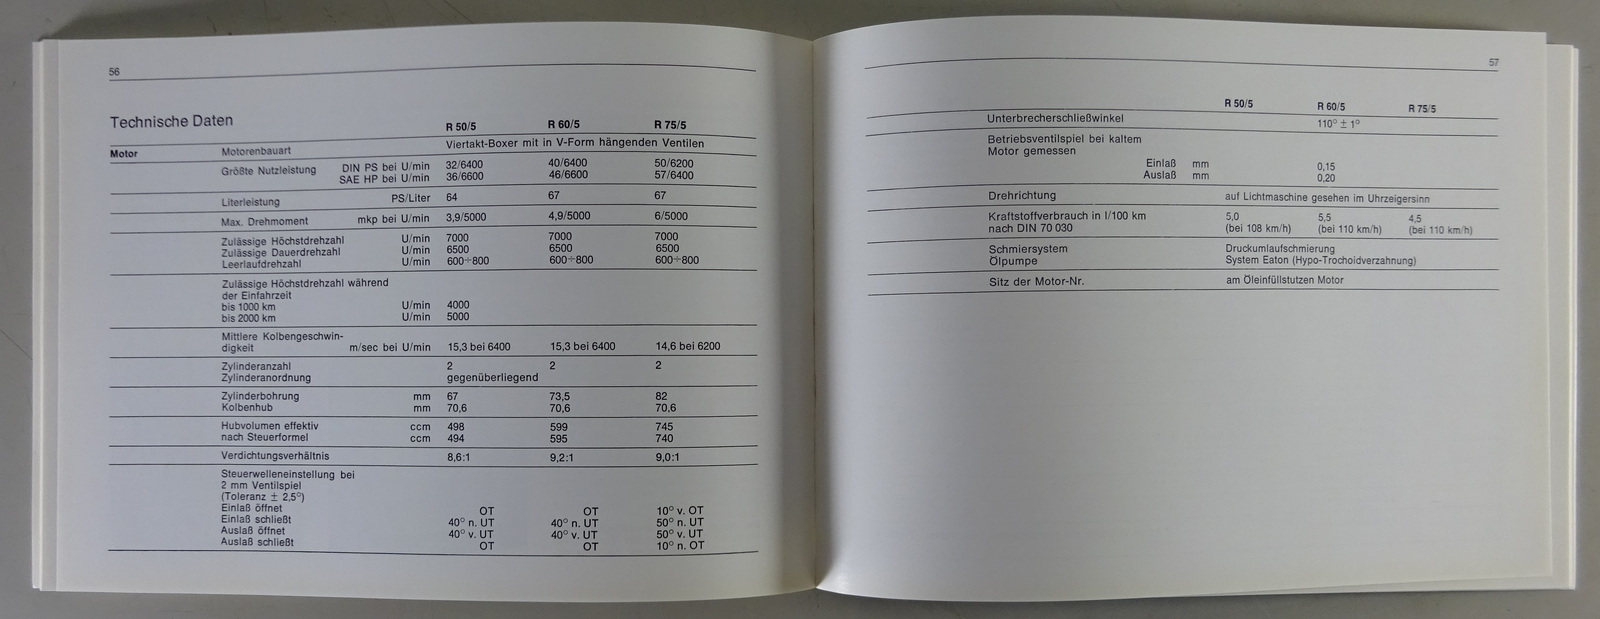 56
Technische Daten
R 50/5 R 60/5 R 75/5
Motor Motorenbauart Viertakt-Boxer mit in V-Form hängenden Ventilen
Größte Nutzleistung DIN PS bei U/min 32/6400 40/6400 50/6200
SAE HP bei U/min 36/6600 46/6600 57/6400
Literleistung PS/Liter 64 67 67
Max. Drehmoment mkp bei U/min 3,9/5000 4,9/5000 6/5000
Zulässige Höchstdrehzahl U/min 7000 7000 7000
Zulässige Dauerdrehzahl U/min 6500 6500 6500
Leerlaufdrehzahl U/min 600÷800 600÷800 600÷800
Zulässige Höchstdrehzahl während
der Einfahrzeit
bis 1000 km U/min 4000
bis 2000 km U/min 5000
Mittlere Kolbengeschwin-
digkeit m/sec bei U/min 15,3 bei 6400 15,3 bei 6400 14,6 bei 6200
Zylinderanzahl 2 2 2
Zylinderanordnung gegenüberliegend
Zylinderbohrung mm 67 73,5 82
Kolbenhub mm 70,6 70,6 70,6
Hubvolumen effektiv ccm 498 599 745
nach Steuerformel ccm 494 595 740
Verdichtungsverhältnis 8,6:1 9,2:1 9,0:1
Steuerwelleneinstellung bei
2 mm Ventilspiel
(Toleranz ± 2,5°)
Einlaß öffnet OT OT 10° v. OT
Einlaß schließt 40° n. UT 40° n. UT 50° n. UT
Auslaß öffnet 40° v. UT 40° v. UT 50° v. UT
Auslaß schließt OT OT 10° n. OT
57
R 50/5 R 60/5 R 75/5
Unterbrecherschließwinkel 110° ± 1°
Betriebsventilspiel bei kaltem
Motor gemessen
Einlaß mm 0,15
Auslaß mm 0,20
Drehrichtung auf Lichtmaschine gesehen im Uhrzeigersinn
Kraftstoffverbrauch in l/100 km 5,0 5,5 4,5
nach DIN 70 030 (bei 108 km/h) (bei 110 km/h) (bei 110 km/h)
Schmiersystem Druckumlaufschmierung
Ölpumpe System Eaton (Hypo-Trochoidverzahnung)
Sitz der Motor-Nr. am Öleinfüllstutzen Motor